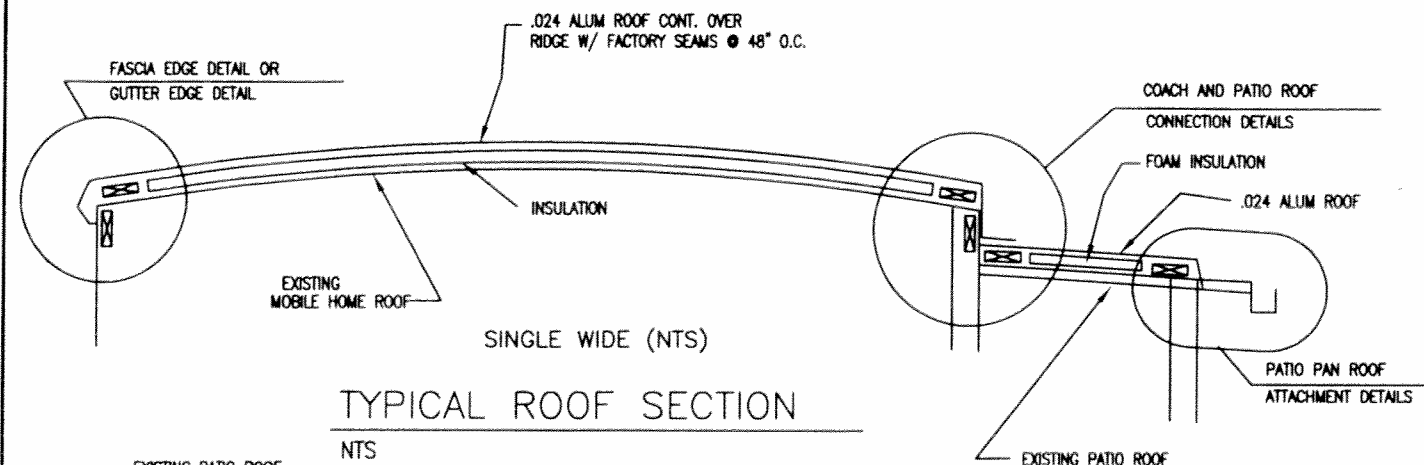 .024 ALUM ROOF CONT. OVER
RIDGE W/ FACTORY SEAMS @ 48" O.C.
FASCIA EDGE DETAIL OR
GUTTER EDGE DETAIL
COACH AND PATIO ROOF
CONNECTION DETAILS
FOAM INSULATION
.024 ALUM ROOF
INSULATION
EXISTING
MOBILE HOME ROOF
SINGLE WIDE (NTS)
PATIO PAN ROOF
ATTACHMENT DETAILS
TYPICAL ROOF SECTION
NTS
EXISTING PATIO ROOF
EXISTING PATIO ROOF